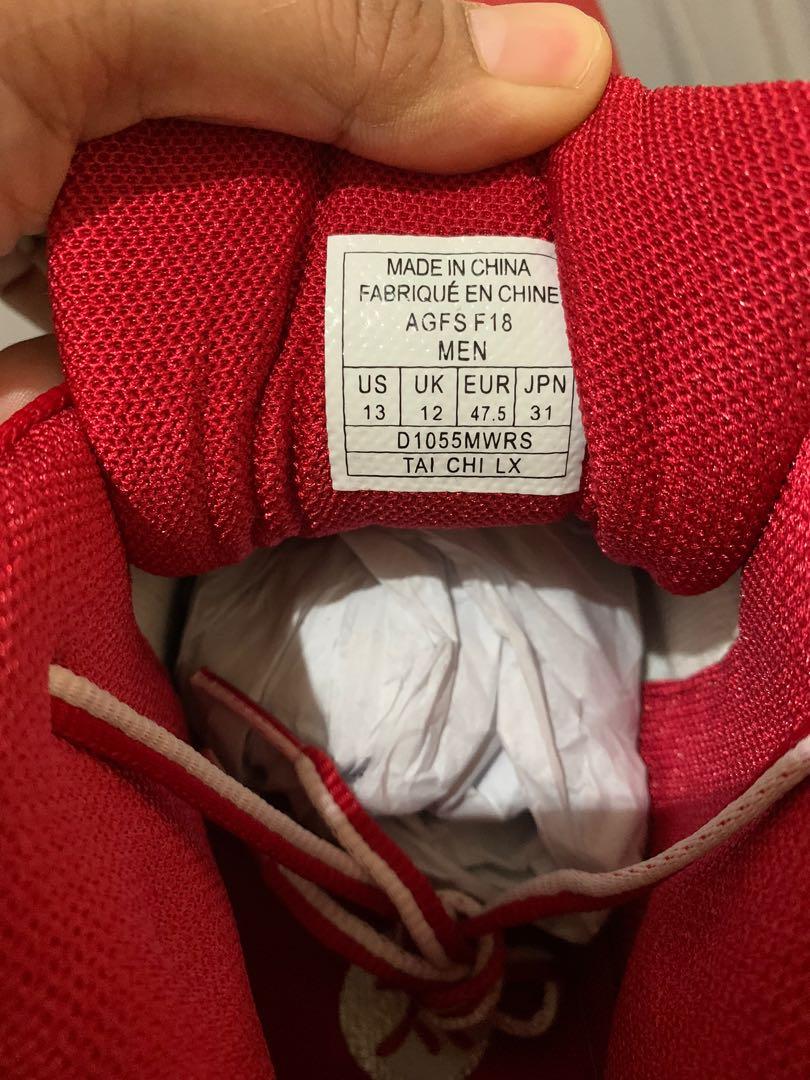 MADE IN CHINA
FABRIQUÉ EN CHINE
AGFS F18
MEN
US UK EUR JPN
13 12 47.5 31
D1055MWRS
TAI CHI LX